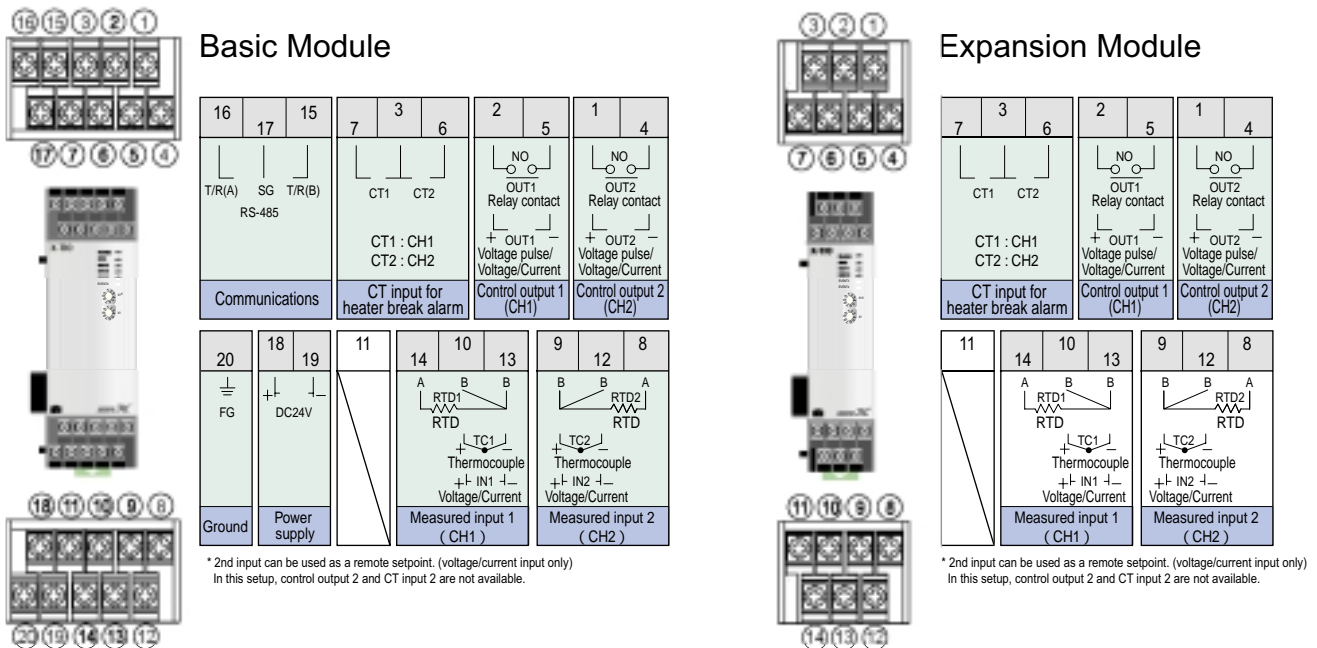 ⑯ ⑮ ③ ② ①
⑰ ⑦ ⑥ ⑤ ④
Basic Module
16 17 15
7 3 6
2 5
1 4
T/R(A) SG T/R(B)
RS-485
Communications
CT1 CT2
CT1 : CH1
CT2 : CH2
CT input for
heater break alarm
NO
OUT1
Relay contact
+ OUT1 −
Voltage pulse/
Voltage/Current
Control output 1
(CH1)
NO
OUT2
Relay contact
+ OUT2 −
Voltage pulse/
Voltage/Current
Control output 2
(CH2)
20
18 19
11
14 10 13
9 12 8
FG
Ground
+ −
DC24V
Power
supply
A B B
RTD1
RTD
+ TC1 −
Thermocouple
+ IN1 −
Voltage/Current
Measured input 1
( CH1 )
B B A
RTD2
RTD
+ TC2 −
Thermocouple
+ IN2 −
Voltage/Current
Measured input 2
( CH2 )
* 2nd input can be used as a remote setpoint. (voltage/current input only)
In this setup, control output 2 and CT input 2 are not available.
⑱ ⑪ ⑩ ⑨ ⑧
⑳ ⑲ ⑭ ⑬ ⑫
③ ② ①
⑦ ⑥ ⑤ ④
Expansion Module
7 3 6
2 5
1 4
CT1 CT2
CT1 : CH1
CT2 : CH2
CT input for
heater break alarm
NO
OUT1
Relay contact
+ OUT1 −
Voltage pulse/
Voltage/Current
Control output 1
(CH1)
NO
OUT2
Relay contact
+ OUT2 −
Voltage pulse/
Voltage/Current
Control output 2
(CH2)
11
14 10 13
9 12 8
A B B
RTD1
RTD
+ TC1 −
Thermocouple
+ IN1 −
Voltage/Current
Measured input 1
( CH1 )
B B A
RTD2
RTD
+ TC2 −
Thermocouple
+ IN2 −
Voltage/Current
Measured input 2
( CH2 )
* 2nd input can be used as a remote setpoint. (voltage/current input only)
In this setup, control output 2 and CT input 2 are not available.
⑪ ⑩ ⑨ ⑧
⑭ ⑬ ⑫